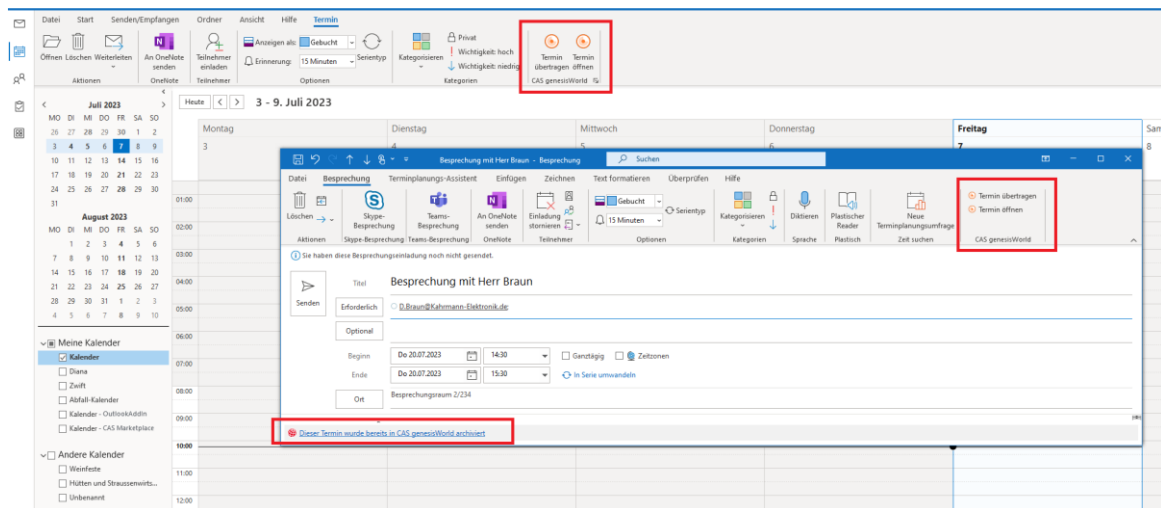 Datei Start Senden/Empfangen Ordner Ansicht Hilfe Termin
Öffnen Löschen Weiterleiten
Aktionen
An OneNote senden
OneNote
Teilnehmer einladen
Teilnehmer
Anzeigen als: Gebucht
Erinnerung: 15 Minuten
Serientyp
Optionen
Kategorisieren
Privat
Wichtigkeit: hoch
Wichtigkeit: niedrig
Kategorien
Termin übertragen
Termin öffnen
CAS genesisWorld
Juli 2023
MO DI MI DO FR SA SO
26 27 28 29 30 1 2
3 4 5 6 7 8 9
10 11 12 13 14 15 16
17 18 19 20 21 22 23
24 25 26 27 28 29 30
31
August 2023
MO DI MI DO FR SA SO
1 2 3 4 5 6
7 8 9 10 11 12 13
14 15 16 17 18 19 20
21 22 23 24 25 26 27
28 29 30 31 1 2 3
4 5 6 7 8 9 10
Meine Kalender
Kalender
Diana
Zwift
Abfall-Kalender
Kalender - OutlookAddin
Kalender - CAS Marketplace
Andere Kalender
Weinfeste
Hütten und Straussenwirts...
Unbenannt
Heute 3 - 9. Juli 2023
Montag Dienstag Mittwoch Donnerstag Freitag Sam
3 4 5 6 7 8
01:00
02:00
03:00
04:00
05:00
06:00
07:00
08:00
09:00
10:00
11:00
12:00
Besprechung mit Herr Braun - Besprechung
Suchen
Datei Besprechung Terminplanungs-Assistent Einfügen Zeichnen Text formatieren Überprüfen Hilfe
Löschen
Aktionen
Skype-Besprechung
Skype-Besprechung
Teams-Besprechung
Teams-Besprechung
An OneNote senden
OneNote
Einladung stornieren
Teilnehmer
Gebucht
15 Minuten
Serientyp
Optionen
Kategorisieren
Kategorien
Diktieren
Sprache
Plastischer Reader
Plastisch
Neue Terminplanungsumfrage
Zeit suchen
Termin übertragen
Termin öffnen
CAS genesisWorld
Sie haben diese Besprechungseinladung noch nicht gesendet.
Senden
Titel Besprechung mit Herr Braun
Erforderlich D.Braun@Kahrmann-Elektronik.de;
Optional
Beginn Do 20.07.2023 14:30 Ganztägig Zeitzonen
Ende Do 20.07.2023 15:30 In Serie umwandeln
Ort Besprechungsraum 2/234
Dieser Termin wurde bereits in CAS genesisWorld archiviert